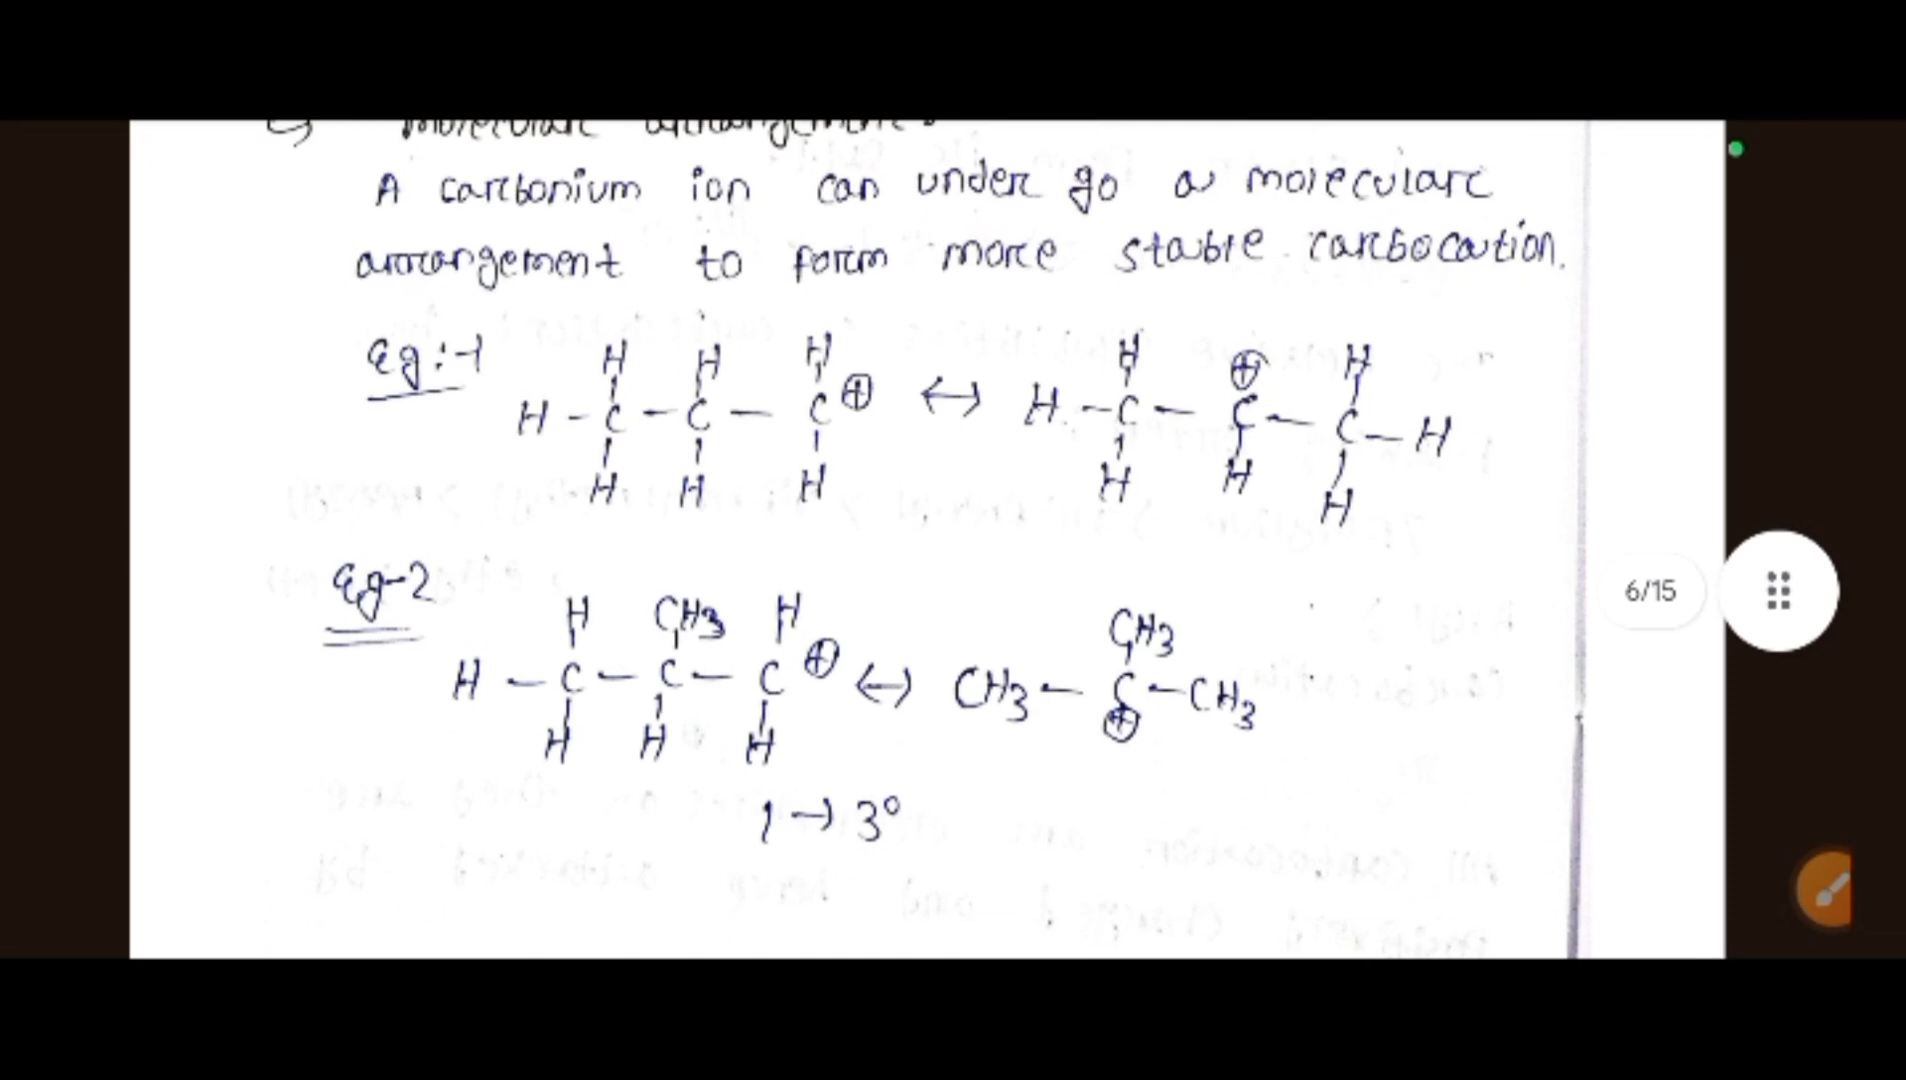 A carbonium ion can under go a molecular
arrangement to form more stable carbocation.
Eg:-1
H H H
H - C - C - C ⊕ ↔ H - C - C - C - H
H H H
H ⊕ H
H H H
Eg-2
H CH3 H
H - C - C - C ⊕ ↔ CH3 - C - CH3
H H H
CH3
⊕
1 → 3°
6/15